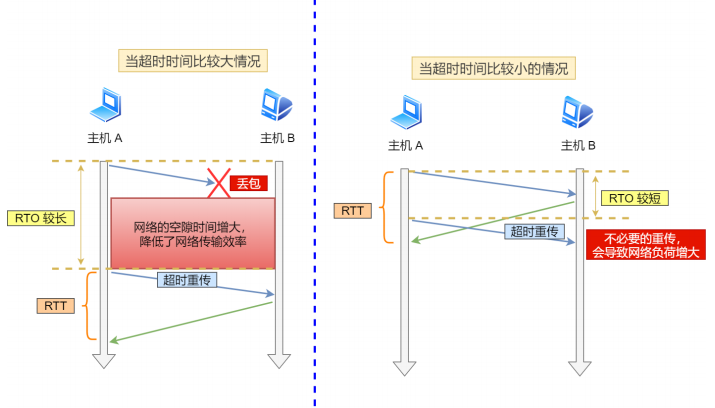 当超时时间比较大情况
主机 A
主机 B
丢包
RTO 较长
网络的空隙时间增大，
降低了网络传输效率
超时重传
RTT
当超时时间比较小的情况
主机 A
主机 B
RTO 较短
RTT
超时重传
不必要的重传，
会导致网络负荷增大